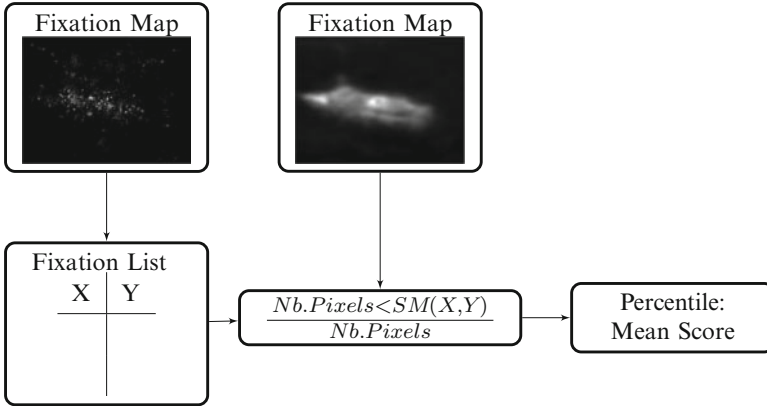 Fixation Map
Fixation Map
Fixation List
X Y
Nb.Pixels<SM(X,Y)
Nb.Pixels
Percentile:
Mean Score